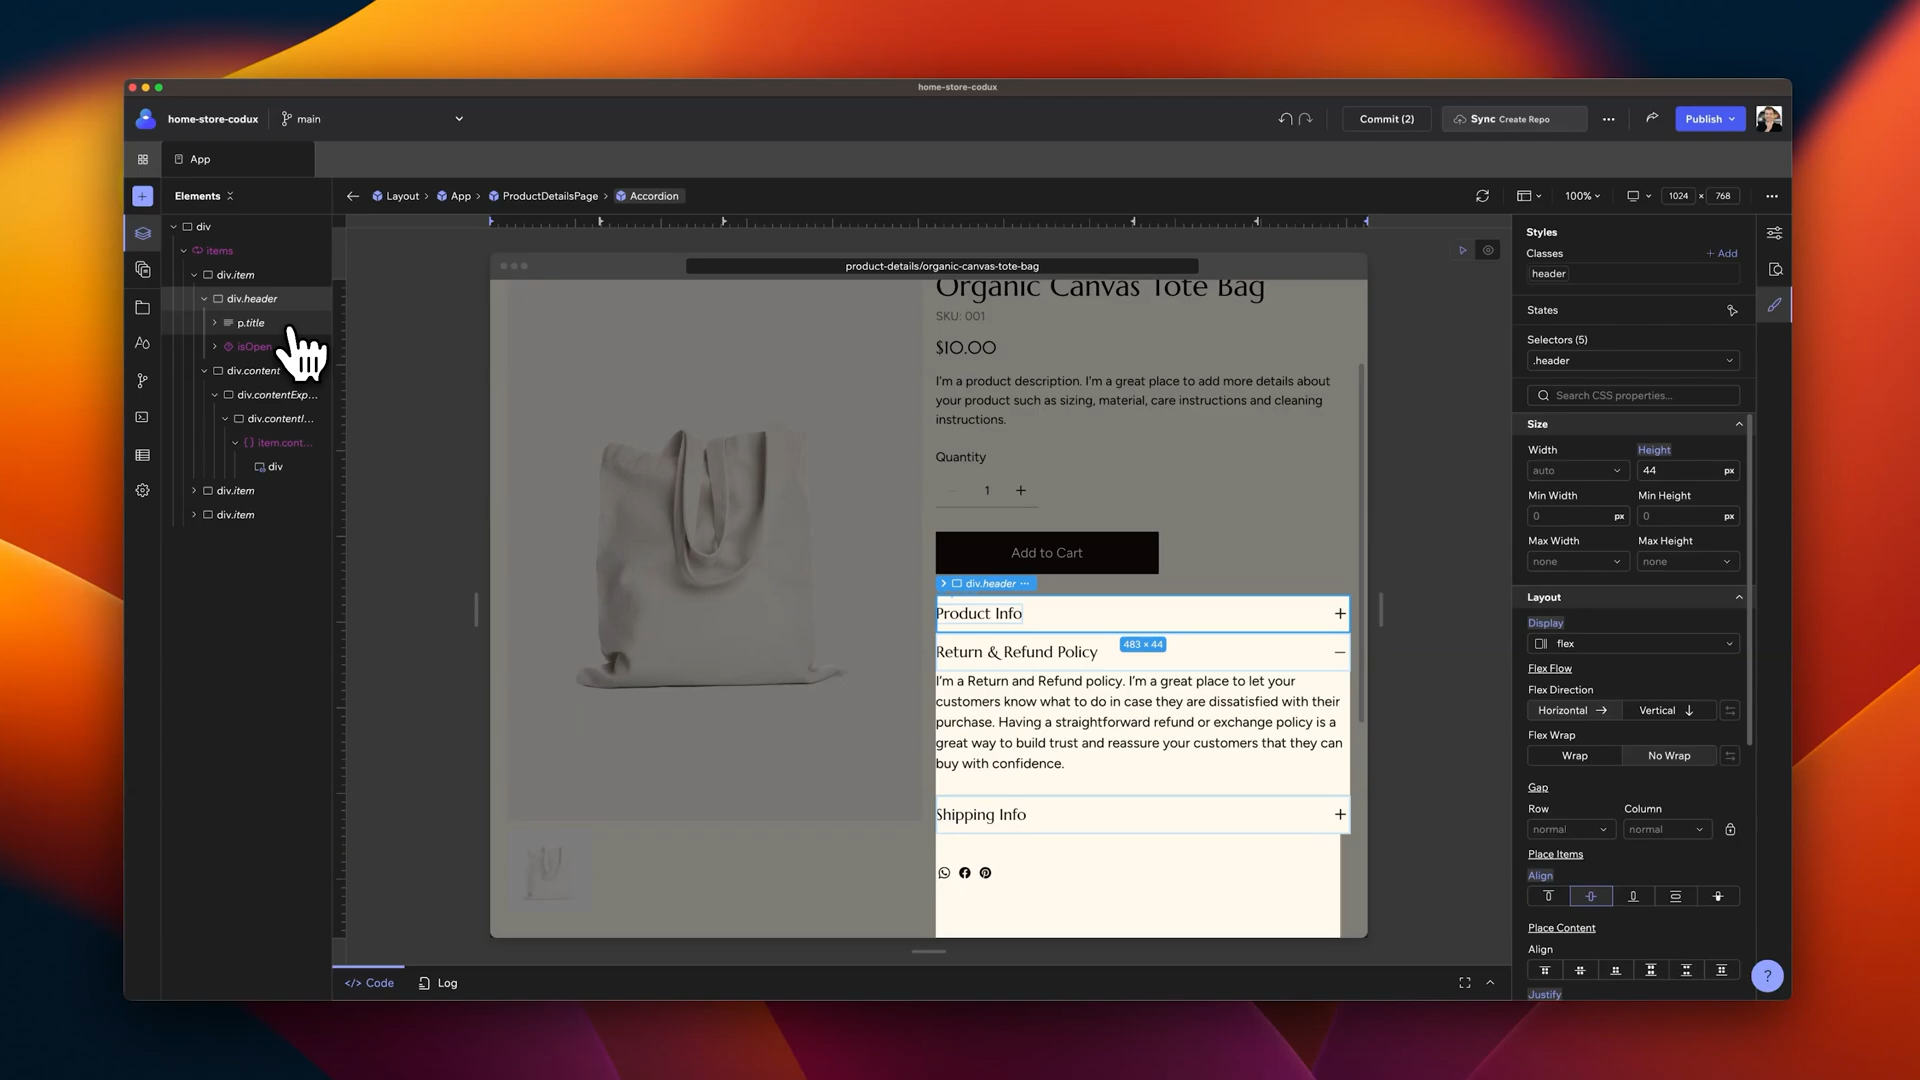 home-store-codux
home-store-codux
main
Commit (2)
Sync Create Repo
Publish
App
Elements
Layout
App
ProductDetailsPage
Accordion
100%
1024 × 768
div
items
div.item
div.header
p.title
isOpen
div.content
div.contentExp...
div.contentI...
item.cont...
div
div.item
div.item
product-details/organic-canvas-tote-bag
Organic Canvas Tote Bag
SKU: 001
$10.00
I'm a product description. I'm a great place to add more details about
your product such as sizing, material, care instructions and cleaning
instructions.
Quantity
1
Add to Cart
div.header
Product Info
483 × 44
Return & Refund Policy
I'm a Return and Refund policy. I'm a great place to let your
customers know what to do in case they are dissatisfied with their
purchase. Having a straightforward refund or exchange policy is a
great way to build trust and reassure your customers that they can
buy with confidence.
Shipping Info
Code
Log
Styles
Classes
+ Add
header
States
Selectors (5)
.header
Search CSS properties...
Size
Width
Height
auto
44
px
Min Width
Min Height
0
px
0
px
Max Width
Max Height
none
none
Layout
Display
flex
Flex Flow
Flex Direction
Horizontal
Vertical
Flex Wrap
Wrap
No Wrap
Gap
Row
Column
normal
normal
Place Items
Align
Place Content
Align
Justify
?